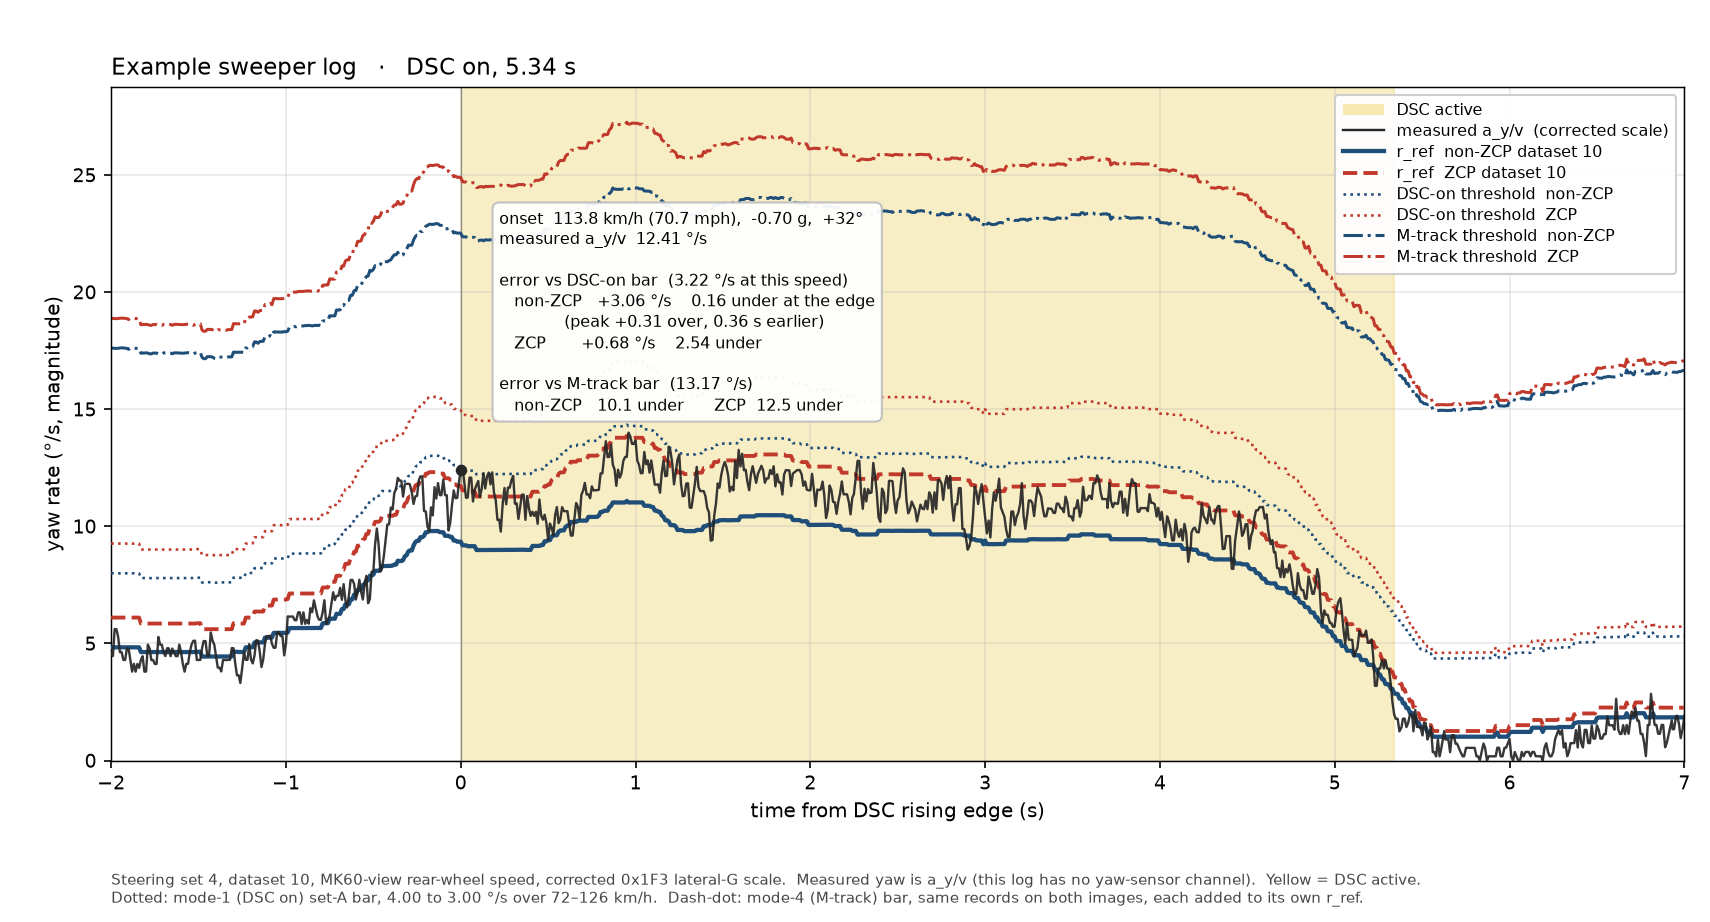 Example sweeper log · DSC on, 5.34 s
DSC active
measured a_y/v (corrected scale)
r_ref non-ZCP dataset 10
r_ref ZCP dataset 10
DSC-on threshold non-ZCP
DSC-on threshold ZCP
M-track threshold non-ZCP
M-track threshold ZCP
onset 113.8 km/h (70.7 mph), -0.70 g, +32°
measured a_y/v 12.41 °/s
error vs DSC-on bar (3.22 °/s at this speed)
non-ZCP +3.06 °/s 0.16 under at the edge
(peak +0.31 over, 0.36 s earlier)
ZCP +0.68 °/s 2.54 under
error vs M-track bar (13.17 °/s)
non-ZCP 10.1 under ZCP 12.5 under
yaw rate (°/s, magnitude)
25
20
15
10
5
0
−2 −1 0 1 2 3 4 5 6 7
time from DSC rising edge (s)
Steering set 4, dataset 10, MK60-view rear-wheel speed, corrected 0x1F3 lateral-G scale. Measured yaw is a_y/v (this log has no yaw-sensor channel). Yellow = DSC active.
Dotted: mode-1 (DSC on) set-A bar, 4.00 to 3.00 °/s over 72–126 km/h. Dash-dot: mode-4 (M-track) bar, same records on both images, each added to its own r_ref.